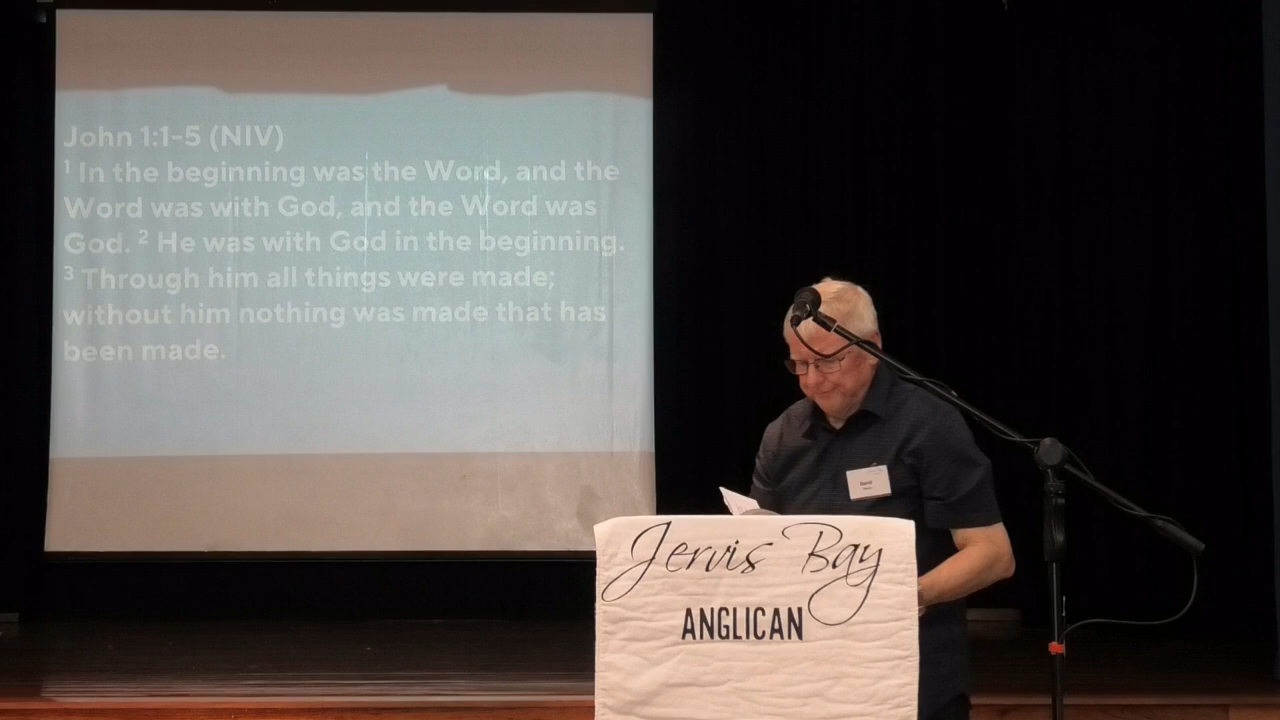 John 1:1-5 (NIV)
¹ In the beginning was the Word, and the
Word was with God, and the Word was
God. ² He was with God in the beginning.
³ Through him all things were made;
without him nothing was made that has
been made.
David
Jervis Bay
ANGLICAN